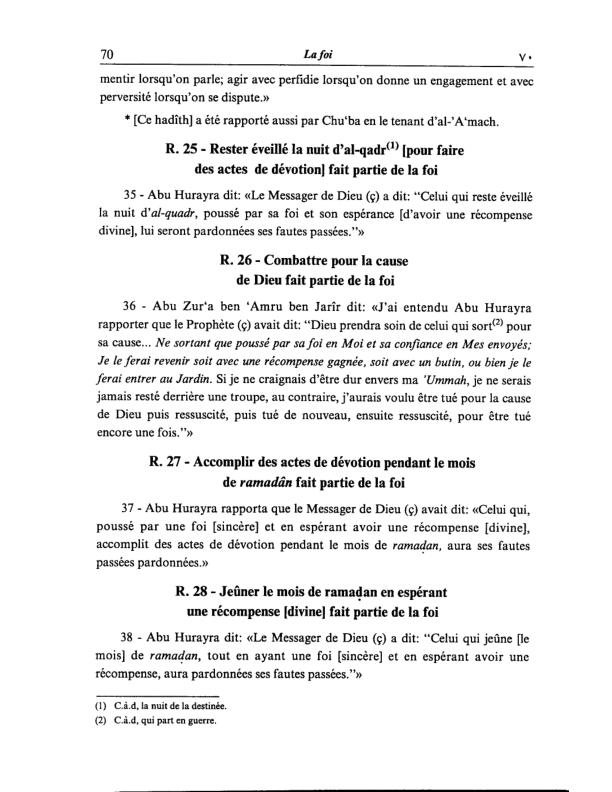 70 La foi ٧٠
mentir lorsqu'on parle; agir avec perfidie lorsqu'on donne un engagement et avec
perversité lorsqu'on se dispute.»
* [Ce hadîth] a été rapporté aussi par Chu'ba en le tenant d'al-'A'mach.
R. 25 - Rester éveillé la nuit d'al-qadr(1) [pour faire
des actes de dévotion] fait partie de la foi
35 - Abu Hurayra dit: «Le Messager de Dieu (ç) a dit: “Celui qui reste éveillé
la nuit d'al-quadr, poussé par sa foi et son espérance [d'avoir une récompense
divine], lui seront pardonnées ses fautes passées.”»
R. 26 - Combattre pour la cause
de Dieu fait partie de la foi
36 - Abu Zur‘a ben ‘Amru ben Jarîr dit: «J'ai entendu Abu Hurayra
rapporter que le Prophète (ç) avait dit: “Dieu prendra soin de celui qui sort(2) pour
sa cause... Ne sortant que poussé par sa foi en Moi et sa confiance en Mes envoyés;
Je le ferai revenir soit avec une récompense gagnée, soit avec un butin, ou bien je le
ferai entrer au Jardin. Si je ne craignais d'être dur envers ma 'Ummah, je ne serais
jamais resté derrière une troupe, au contraire, j'aurais voulu être tué pour la cause
de Dieu puis ressuscité, puis tué de nouveau, ensuite ressuscité, pour être tué
encore une fois.”»
R. 27 - Accomplir des actes de dévotion pendant le mois
de ramadân fait partie de la foi
37 - Abu Hurayra rapporta que le Messager de Dieu (ç) avait dit: «Celui qui,
poussé par une foi [sincère] et en espérant avoir une récompense [divine],
accomplit des actes de dévotion pendant le mois de ramaḍan, aura ses fautes
passées pardonnées.»
R. 28 - Jeûner le mois de ramaḍan en espérant
une récompense [divine] fait partie de la foi
38 - Abu Hurayra dit: «Le Messager de Dieu (ç) a dit: “Celui qui jeûne [le
mois] de ramaḍan, tout en ayant une foi [sincère] et en espérant avoir une
récompense, aura pardonnées ses fautes passées.”»
(1) C.à.d, la nuit de la destinée.
(2) C.à.d, qui part en guerre.